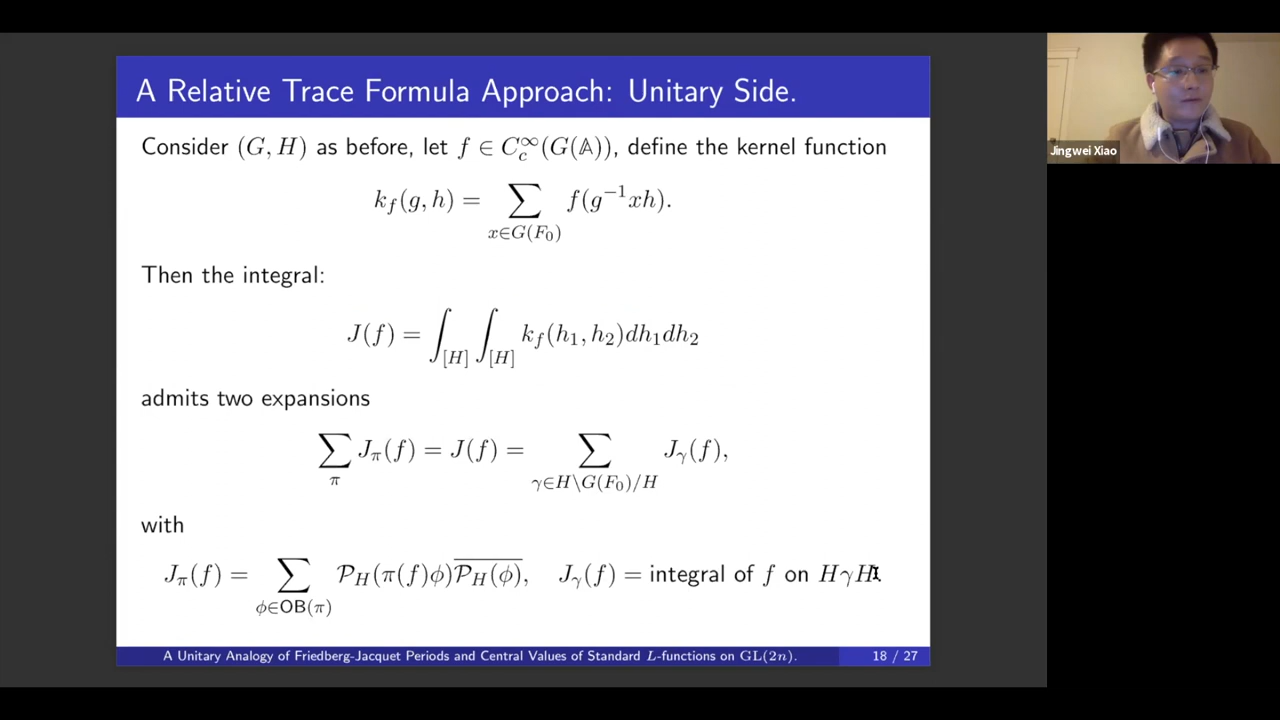 A Relative Trace Formula Approach: Unitary Side.
Consider (G, H) as before, let f ∈ C_c^∞(G(𝔸)), define the kernel function
k_f(g, h) = ∑_{x∈G(F_0)} f(g^{-1}xh).
Then the integral:
J(f) = ∫_{[H]} ∫_{[H]} k_f(h_1, h_2)dh_1dh_2
admits two expansions
∑_π J_π(f) = J(f) = ∑_{γ∈H\G(F_0)/H} J_γ(f),
with
J_π(f) = ∑_{φ∈OB(π)} 𝒫_H(π(f)φ)\overline{𝒫_H(φ)}, J_γ(f) = integral of f on HγH
A Unitary Analogy of Friedberg-Jacquet Periods and Central Values of Standard L-functions on GL(2n). 18 / 27
Jingwei Xiao